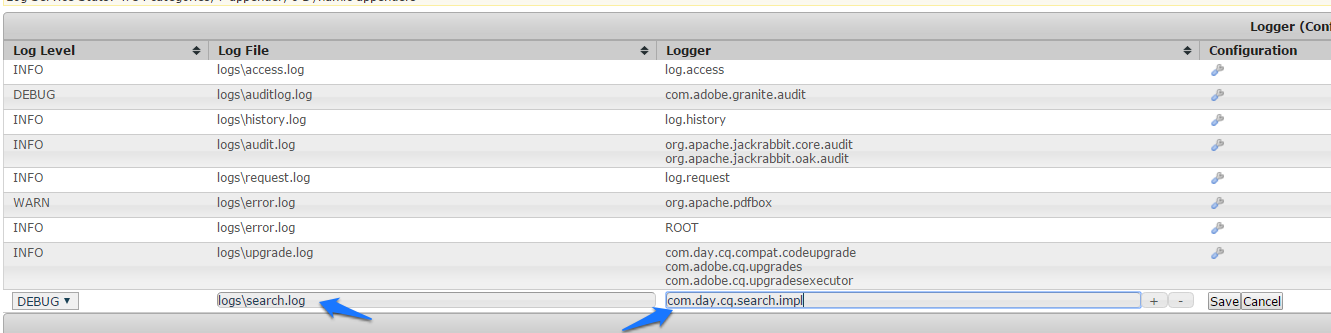 Logger (Conf
Log Level Log File Logger Configuration
INFO logs\access.log log.access
DEBUG logs\auditlog.log com.adobe.granite.audit
INFO logs\history.log log.history
INFO logs\audit.log org.apache.jackrabbit.core.audit
org.apache.jackrabbit.oak.audit
INFO logs\request.log log.request
WARN logs\error.log org.apache.pdfbox
INFO logs\error.log ROOT
INFO logs\upgrade.log com.day.cq.compat.codeupgrade
com.adobe.cq.upgrades
com.adobe.cq.upgradesexecutor
DEBUG logs\search.log com.day.cq.search.impl + - Save Cancel